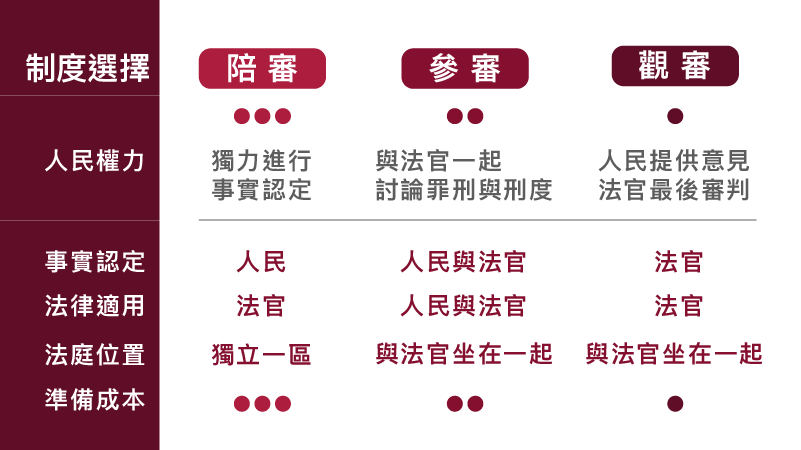 制度選擇 陪審 參審 觀審
人民權力 獨力進行 與法官一起 人民提供意見
事實認定 討論罪刑與刑度 法官最後審判
事實認定 人民 人民與法官 法官
法律適用 法官 人民與法官 法官
法庭位置 獨立一區 與法官坐在一起 與法官坐在一起
準備成本